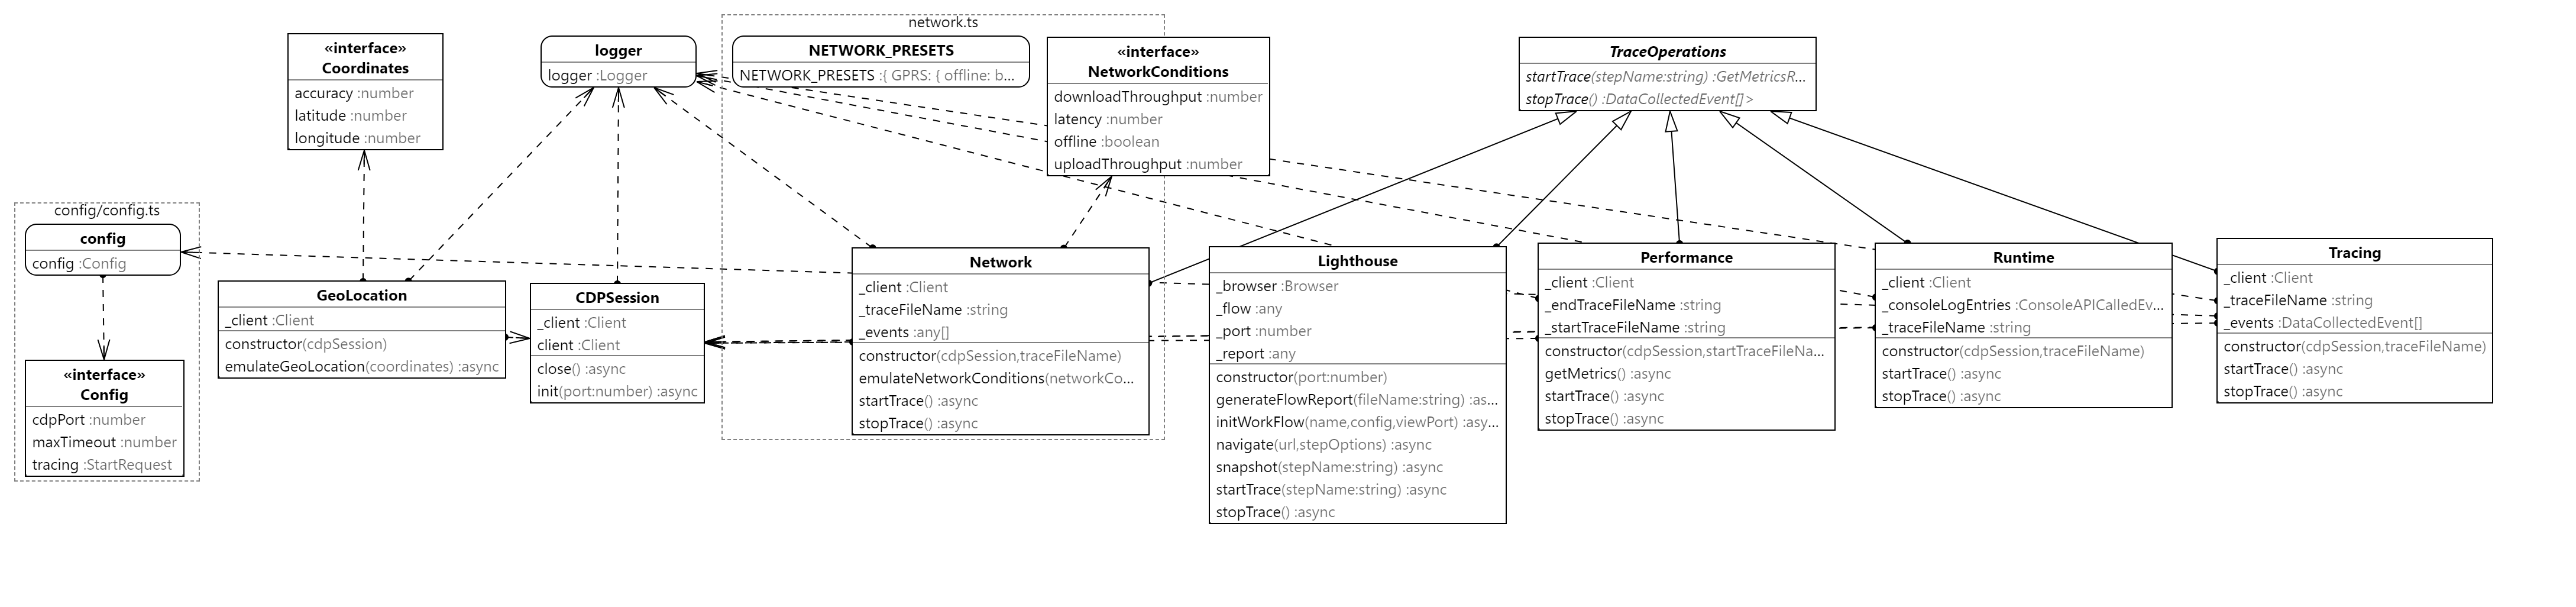 network.ts
«interface»
Coordinates
accuracy :number
latitude :number
longitude :number
logger
logger :Logger
NETWORK_PRESETS
NETWORK_PRESETS :{ GPRS: { offline: b...
«interface»
NetworkConditions
downloadThroughput :number
latency :number
offline :boolean
uploadThroughput :number
TraceOperations
startTrace(stepName:string) :GetMetricsR...
stopTrace() :DataCollectedEvent[]>
config/config.ts
config
config :Config
«interface»
Config
cdpPort :number
maxTimeout :number
tracing :StartRequest
GeoLocation
_client :Client
constructor(cdpSession)
emulateGeoLocation(coordinates) :async
CDPSession
_client :Client
client :Client
close() :async
init(port:number) :async
Network
_client :Client
_traceFileName :string
_events :any[]
constructor(cdpSession,traceFileName)
emulateNetworkConditions(networkCo...
startTrace() :async
stopTrace() :async
Lighthouse
_browser :Browser
_flow :any
_port :number
_report :any
constructor(port:number)
generateFlowReport(fileName:string) :as...
initWorkFlow(name,config,viewPort) :asy...
navigate(url,stepOptions) :async
snapshot(stepName:string) :async
startTrace(stepName:string) :async
stopTrace() :async
Performance
_client :Client
_endTraceFileName :string
_startTraceFileName :string
constructor(cdpSession,startTraceFileNa...
getMetrics() :async
startTrace() :async
stopTrace() :async
Runtime
_client :Client
_consoleLogEntries :ConsoleAPICalledEv...
_traceFileName :string
constructor(cdpSession,traceFileName)
startTrace() :async
stopTrace() :async
Tracing
_client :Client
_traceFileName :string
_events :DataCollectedEvent[]
constructor(cdpSession,traceFileName)
startTrace() :async
stopTrace() :async